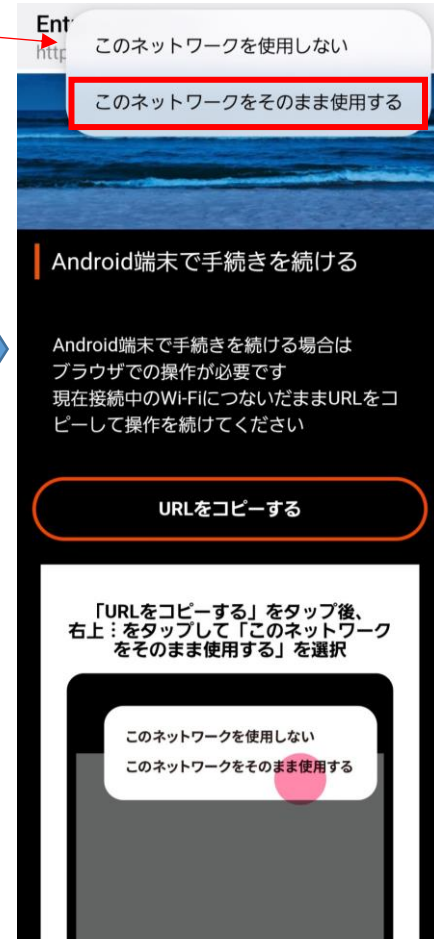 Ent
http
このネットワークを使用しない
このネットワークをそのまま使用する
Android端末で手続きを続ける
Android端末で手続きを続ける場合は
ブラウザでの操作が必要です
現在接続中のWi-FiにつないだままURLをコ
ピーして操作を続けてください
URLをコピーする
「URLをコピーする」をタップ後、
右上︙をタップして「このネットワーク
をそのまま使用する」を選択
このネットワークを使用しない
このネットワークをそのまま使用する